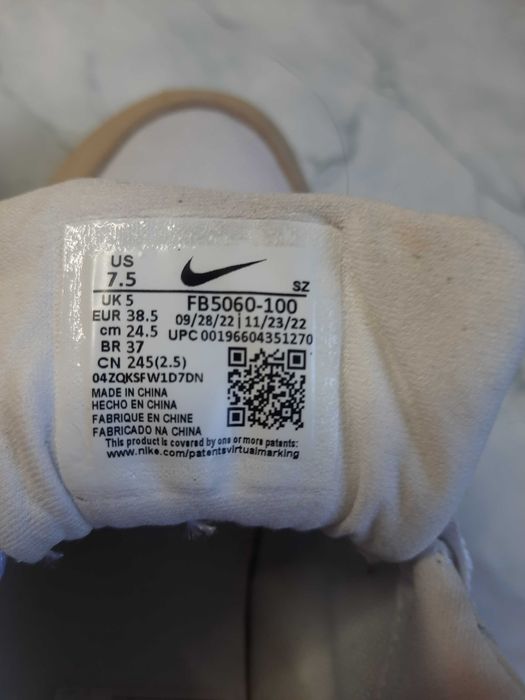 US
7.5
SZ
UK 5
FB5060-100
EUR 38.5
09/28/22 | 11/23/22
cm 24.5
UPC 00196604351270
BR 37
CN 245(2.5)
04ZQKSFW1D7DN
MADE IN CHINA
HECHO EN CHINA
FABRIQUE EN CHINE
FABRICADO NA CHINA
This product is covered by one or more patents:
www.nike.com/patentsvirtualmarking